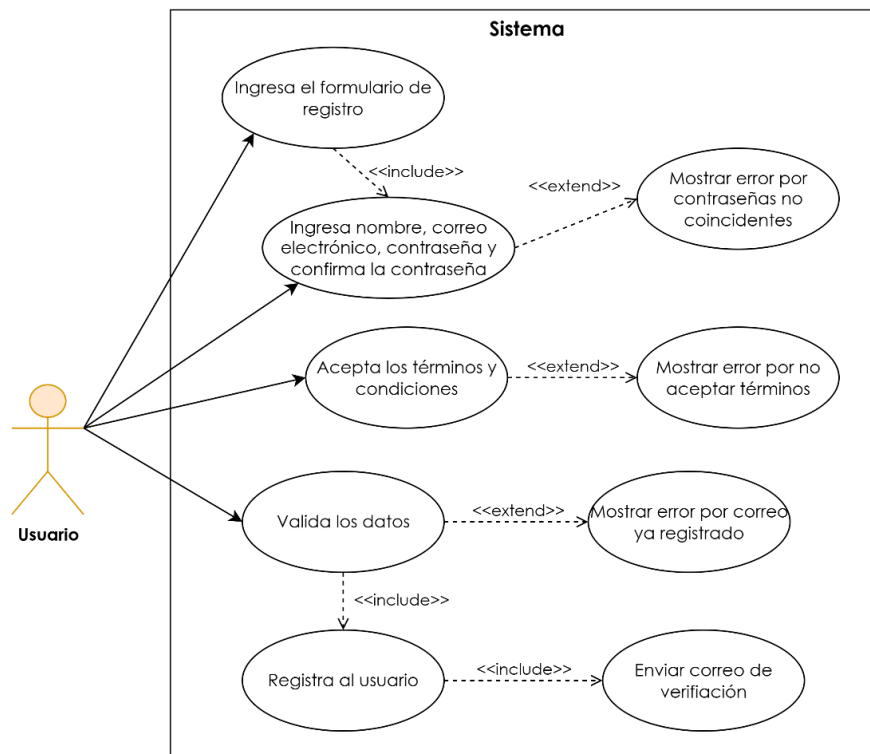 Sistema
Ingresa el formulario de
registro
<<include>>
<<extend>>
Mostrar error por
contraseñas no
coincidentes
Ingresa nombre, correo
electrónico, contraseña y
confirma la contraseña
Acepta los términos y
condiciones
<<extend>>
Mostrar error por no
aceptar términos
Usuario
Valida los datos
<<extend>>
Mostrar error por correo
ya registrado
<<include>>
Registra al usuario
<<include>>
Enviar correo de
verifiación